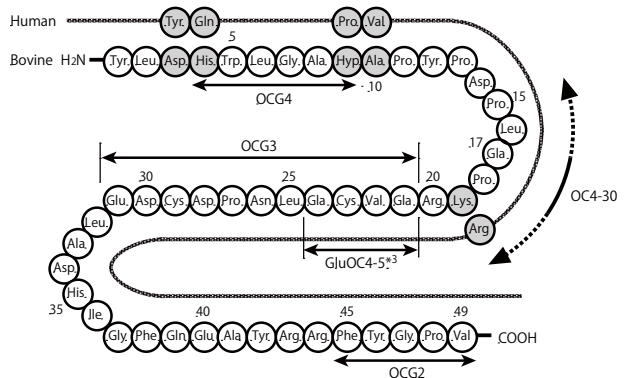 Human Tyr. Gln. Pro. Val.
5
Bovine H2N Tyr. Leu. Asp. His. Trp. Leu. Gly. Ala. Hyp. Ala. Pro. Tyr. Pro.
OCG4 10
Asp.
Pro. 15
Leu.
17 Gla.
Pro.
OC4-30
OCG3
30 25 20
Glu. Asp. Cys. Asp. Pro. Asn. Leu. Gla. Cys. Val. Gla. Arg. Lys.
Arg
GluOC4-5*3
Leu.
Ala.
Asp.
His.
35 Ile.
40 45 49
Gly. Phe. Gln. Glu. Ala. Tyr. Arg. Arg. Phe. Tyr. Gly. Pro. Val COOH
OCG2